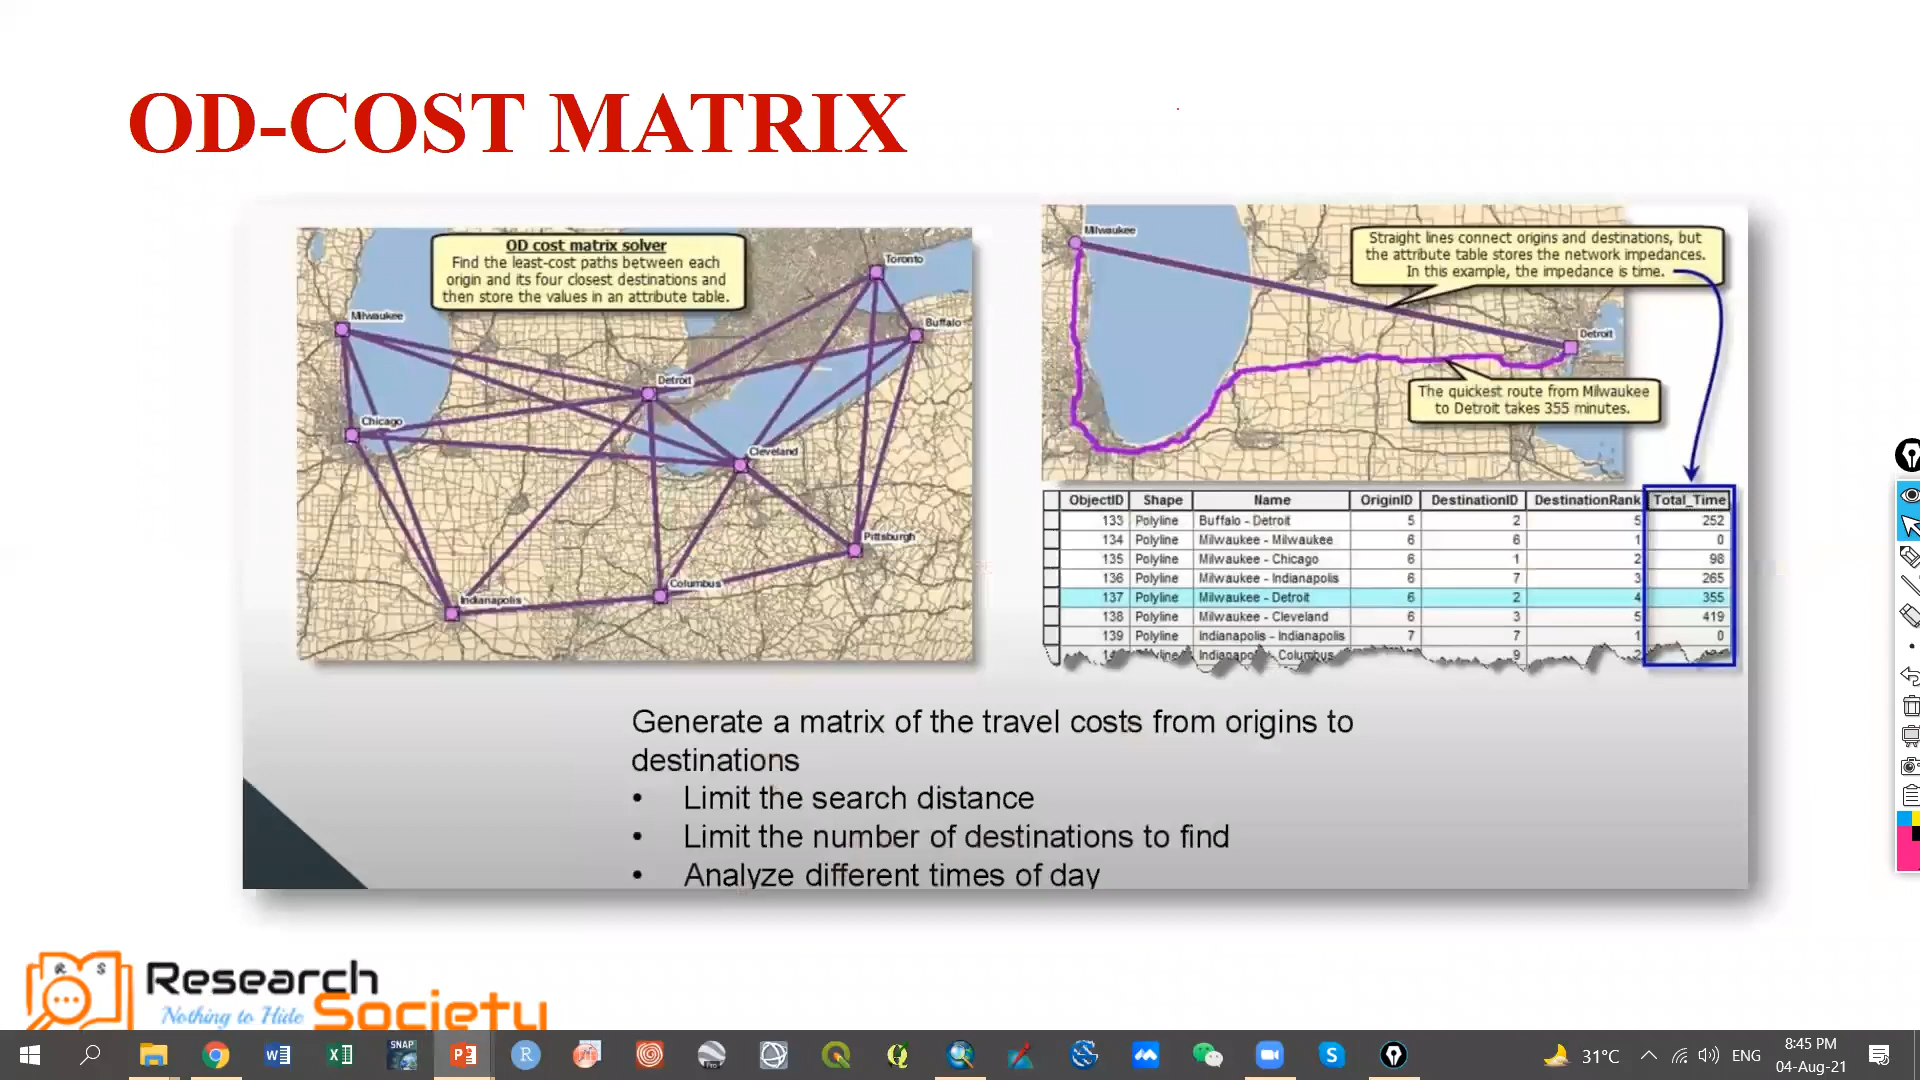 OD-COST MATRIX
OD cost matrix solver
Find the least-cost paths between each
origin and its four closest destinations and
then store the values in an attribute table.
Toronto
Milwaukee
Buffalo
Detroit
Chicago
Cleveland
Pittsburgh
Columbus
Indianapolis
Milwaukee
Straight lines connect origins and destinations, but
the attribute table stores the network impedances.
In this example, the impedance is time.
Detroit
The quickest route from Milwaukee
to Detroit takes 355 minutes.
ObjectID Shape Name OriginID DestinationID DestinationRank Total_Time
133 Polyline Buffalo - Detroit 5 2 5 252
134 Polyline Milwaukee - Milwaukee 6 6 1 0
135 Polyline Milwaukee - Chicago 6 1 2 98
136 Polyline Milwaukee - Indianapolis 6 7 3 265
137 Polyline Milwaukee - Detroit 6 2 4 355
138 Polyline Milwaukee - Cleveland 6 3 5 419
139 Polyline Indianapolis - Indianapolis 7 7 1 0
Columbus 9 2
Generate a matrix of the travel costs from origins to
destinations
• Limit the search distance
• Limit the number of destinations to find
• Analyze different times of day
R S
Research
Nothing to Hide
Society
SNAP
Pro
31°C
ENG
8:45 PM
04-Aug-21